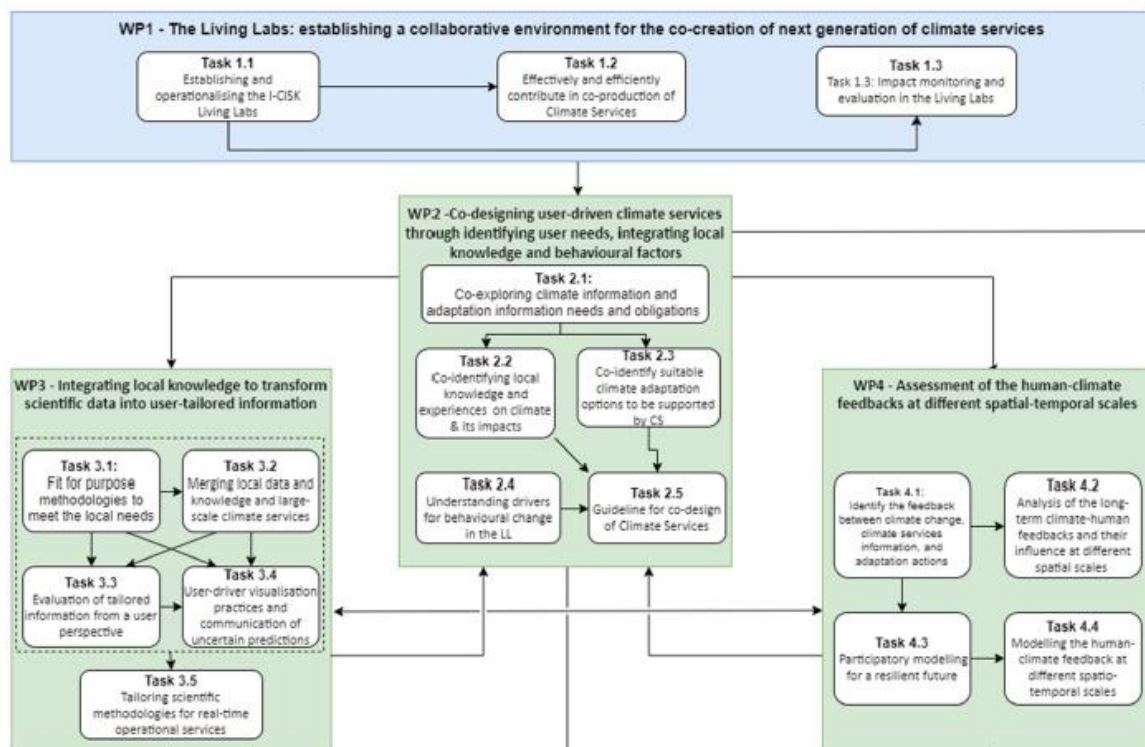 WP1 - The Living Labs: establishing a collaborative environment for the co-creation of next generation of climate services
Task 1.1
Establishing and
operationalising the I-CISK
Living Labs
Task 1.2
Effectively and efficiently
contribute in co-production of
Climate Services
Task 1.3
Task 1.3: Impact monitoring and
evaluation in the Living Labs
WP2 -Co-designing user-driven climate services
through identifying user needs, integrating local
knowledge and behavioural factors
Task 2.1:
Co-exploring climate information and
adaptation information needs and obligations
Task 2.2
Co-identifying local
knowledge and
experiences on climate
& its impacts
Task 2.3
Co-identify suitable
climate adaptation
options to be supported
by CS
Task 2.4
Understanding drivers
for behavioural change
in the LL
Task 2.5
Guideline for co-design
of Climate Services
WP3 - Integrating local knowledge to transform
scientific data into user-tailored information
Task 3.1:
Fit for purpose
methodologies to
meet the local needs
Task 3.2
Merging local data and
knowledge and large-
scale climate services
Task 3.3
Evaluation of tailored
information from a user
perspective
Task 3.4
User-driver visualisation
practices and
communication of
uncertain predictions
Task 3.5
Tailoring scientific
methodologies for real-time
operational services
WP4 - Assessment of the human-climate
feedbacks at different spatial-temporal scales
Task 4.1:
Identify the feedback
between climate change,
climate services
information, and
adaptation actions
Task 4.2
Analysis of the long-
term climate-human
feedbacks and their
influence at different
spatial scales
Task 4.3
Participatory modelling
for a resilient future
Task 4.4
Modelling the human-
climate feedback at
different spatio-
temporal scales